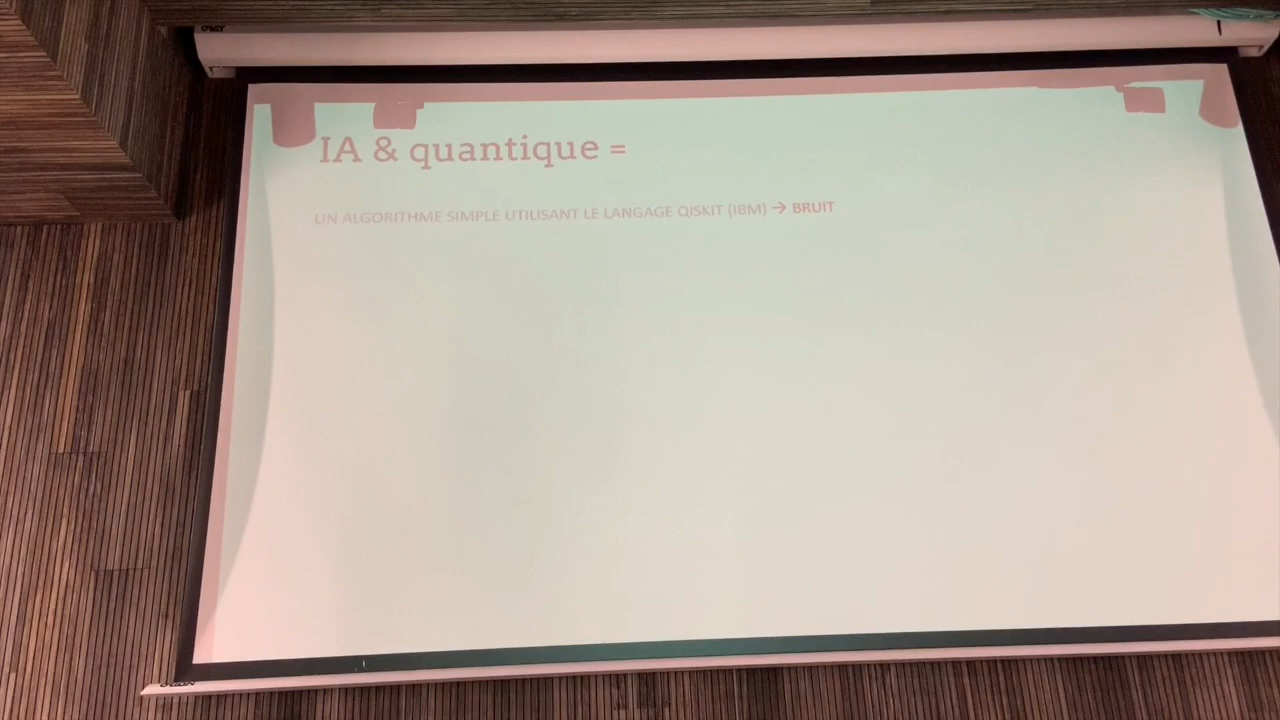 IA & quantique =
UN ALGORITHME SIMPLE UTILISANT LE LANGAGE QISKIT (IBM) → BRUIT